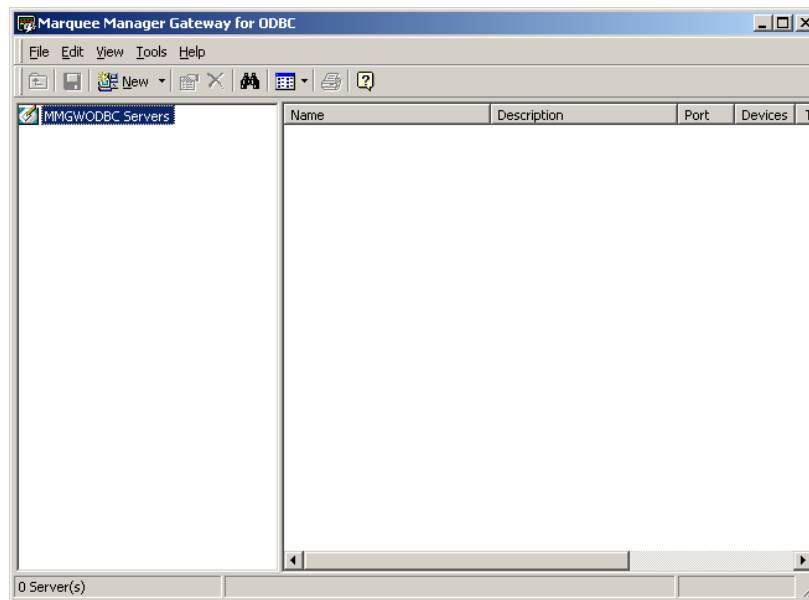 Marquee Manager Gateway for ODBC
File Edit View Tools Help
New
MMGWODBC Servers
Name Description Port Devices T
0 Server(s)